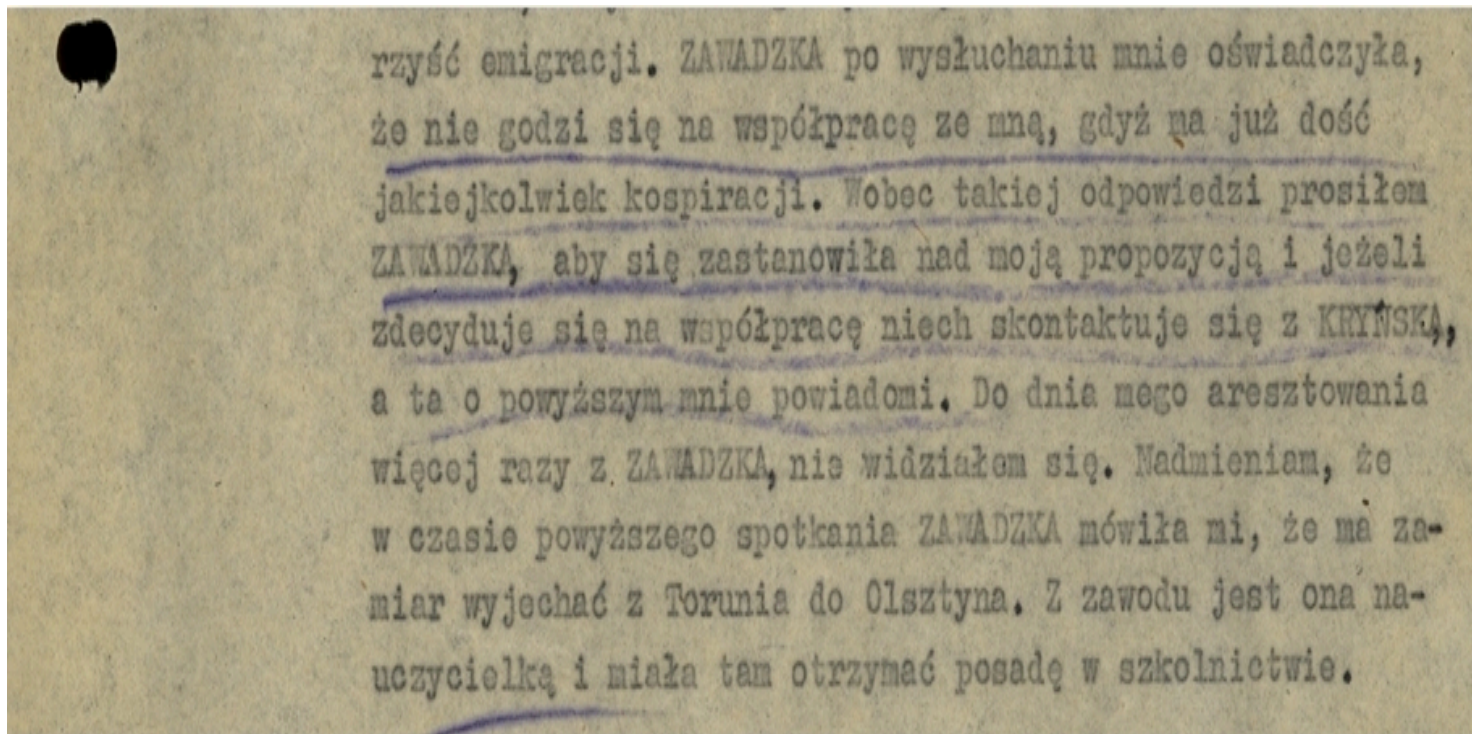 rzyść emigracji. ZAWADZKA po wysłuchaniu mnie oświadczyła,
że nie godzi się na współpracę ze mną, gdyż ma już dość
jakiejkolwiek kospiracji. Wobec takiej odpowiedzi prosiłem
ZAWADZKĄ, aby się zastanowiła nad moją propozycją i jeżeli
zdecyduje się na współpracę niech skontaktuje się z KRYŃSKĄ,
a ta o powyższym mnie powiadomi. Do dnia mego aresztowania
więcej razy z ZAWADZKĄ, nie widziałem się. Nadmieniam, że
w czasie powyższego spotkania ZAWADZKA mówiła mi, że ma za-
miar wyjechać z Torunia do Olsztyna. Z zawodu jest ona na-
uczycielką i miała tam otrzymać posadę w szkolnictwie.